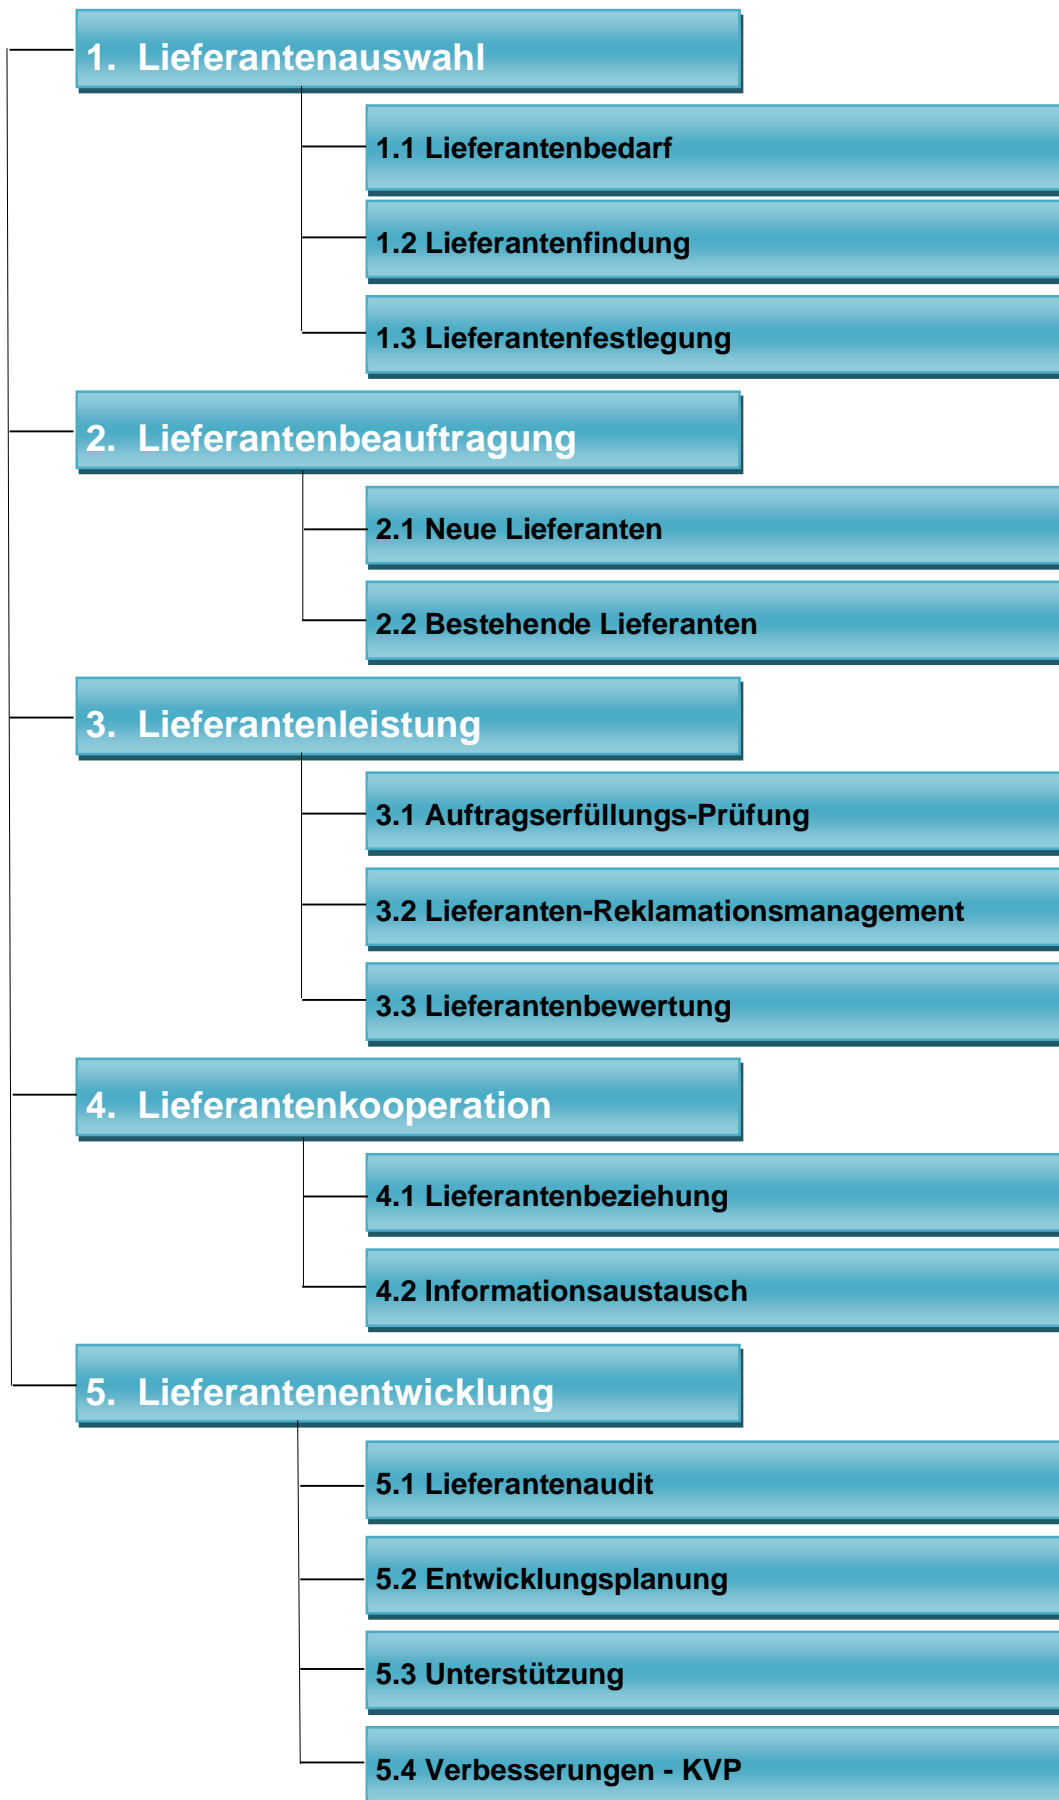 1. Lieferantenauswahl
1.1 Lieferantenbedarf
1.2 Lieferantenfindung
1.3 Lieferantenfestlegung
2. Lieferantenbeauftragung
2.1 Neue Lieferanten
2.2 Bestehende Lieferanten
3. Lieferantenleistung
3.1 Auftragserfüllungs-Prüfung
3.2 Lieferanten-Reklamationsmanagement
3.3 Lieferantenbewertung
4. Lieferantenkooperation
4.1 Lieferantenbeziehung
4.2 Informationsaustausch
5. Lieferantenentwicklung
5.1 Lieferantenaudit
5.2 Entwicklungsplanung
5.3 Unterstützung
5.4 Verbesserungen - KVP